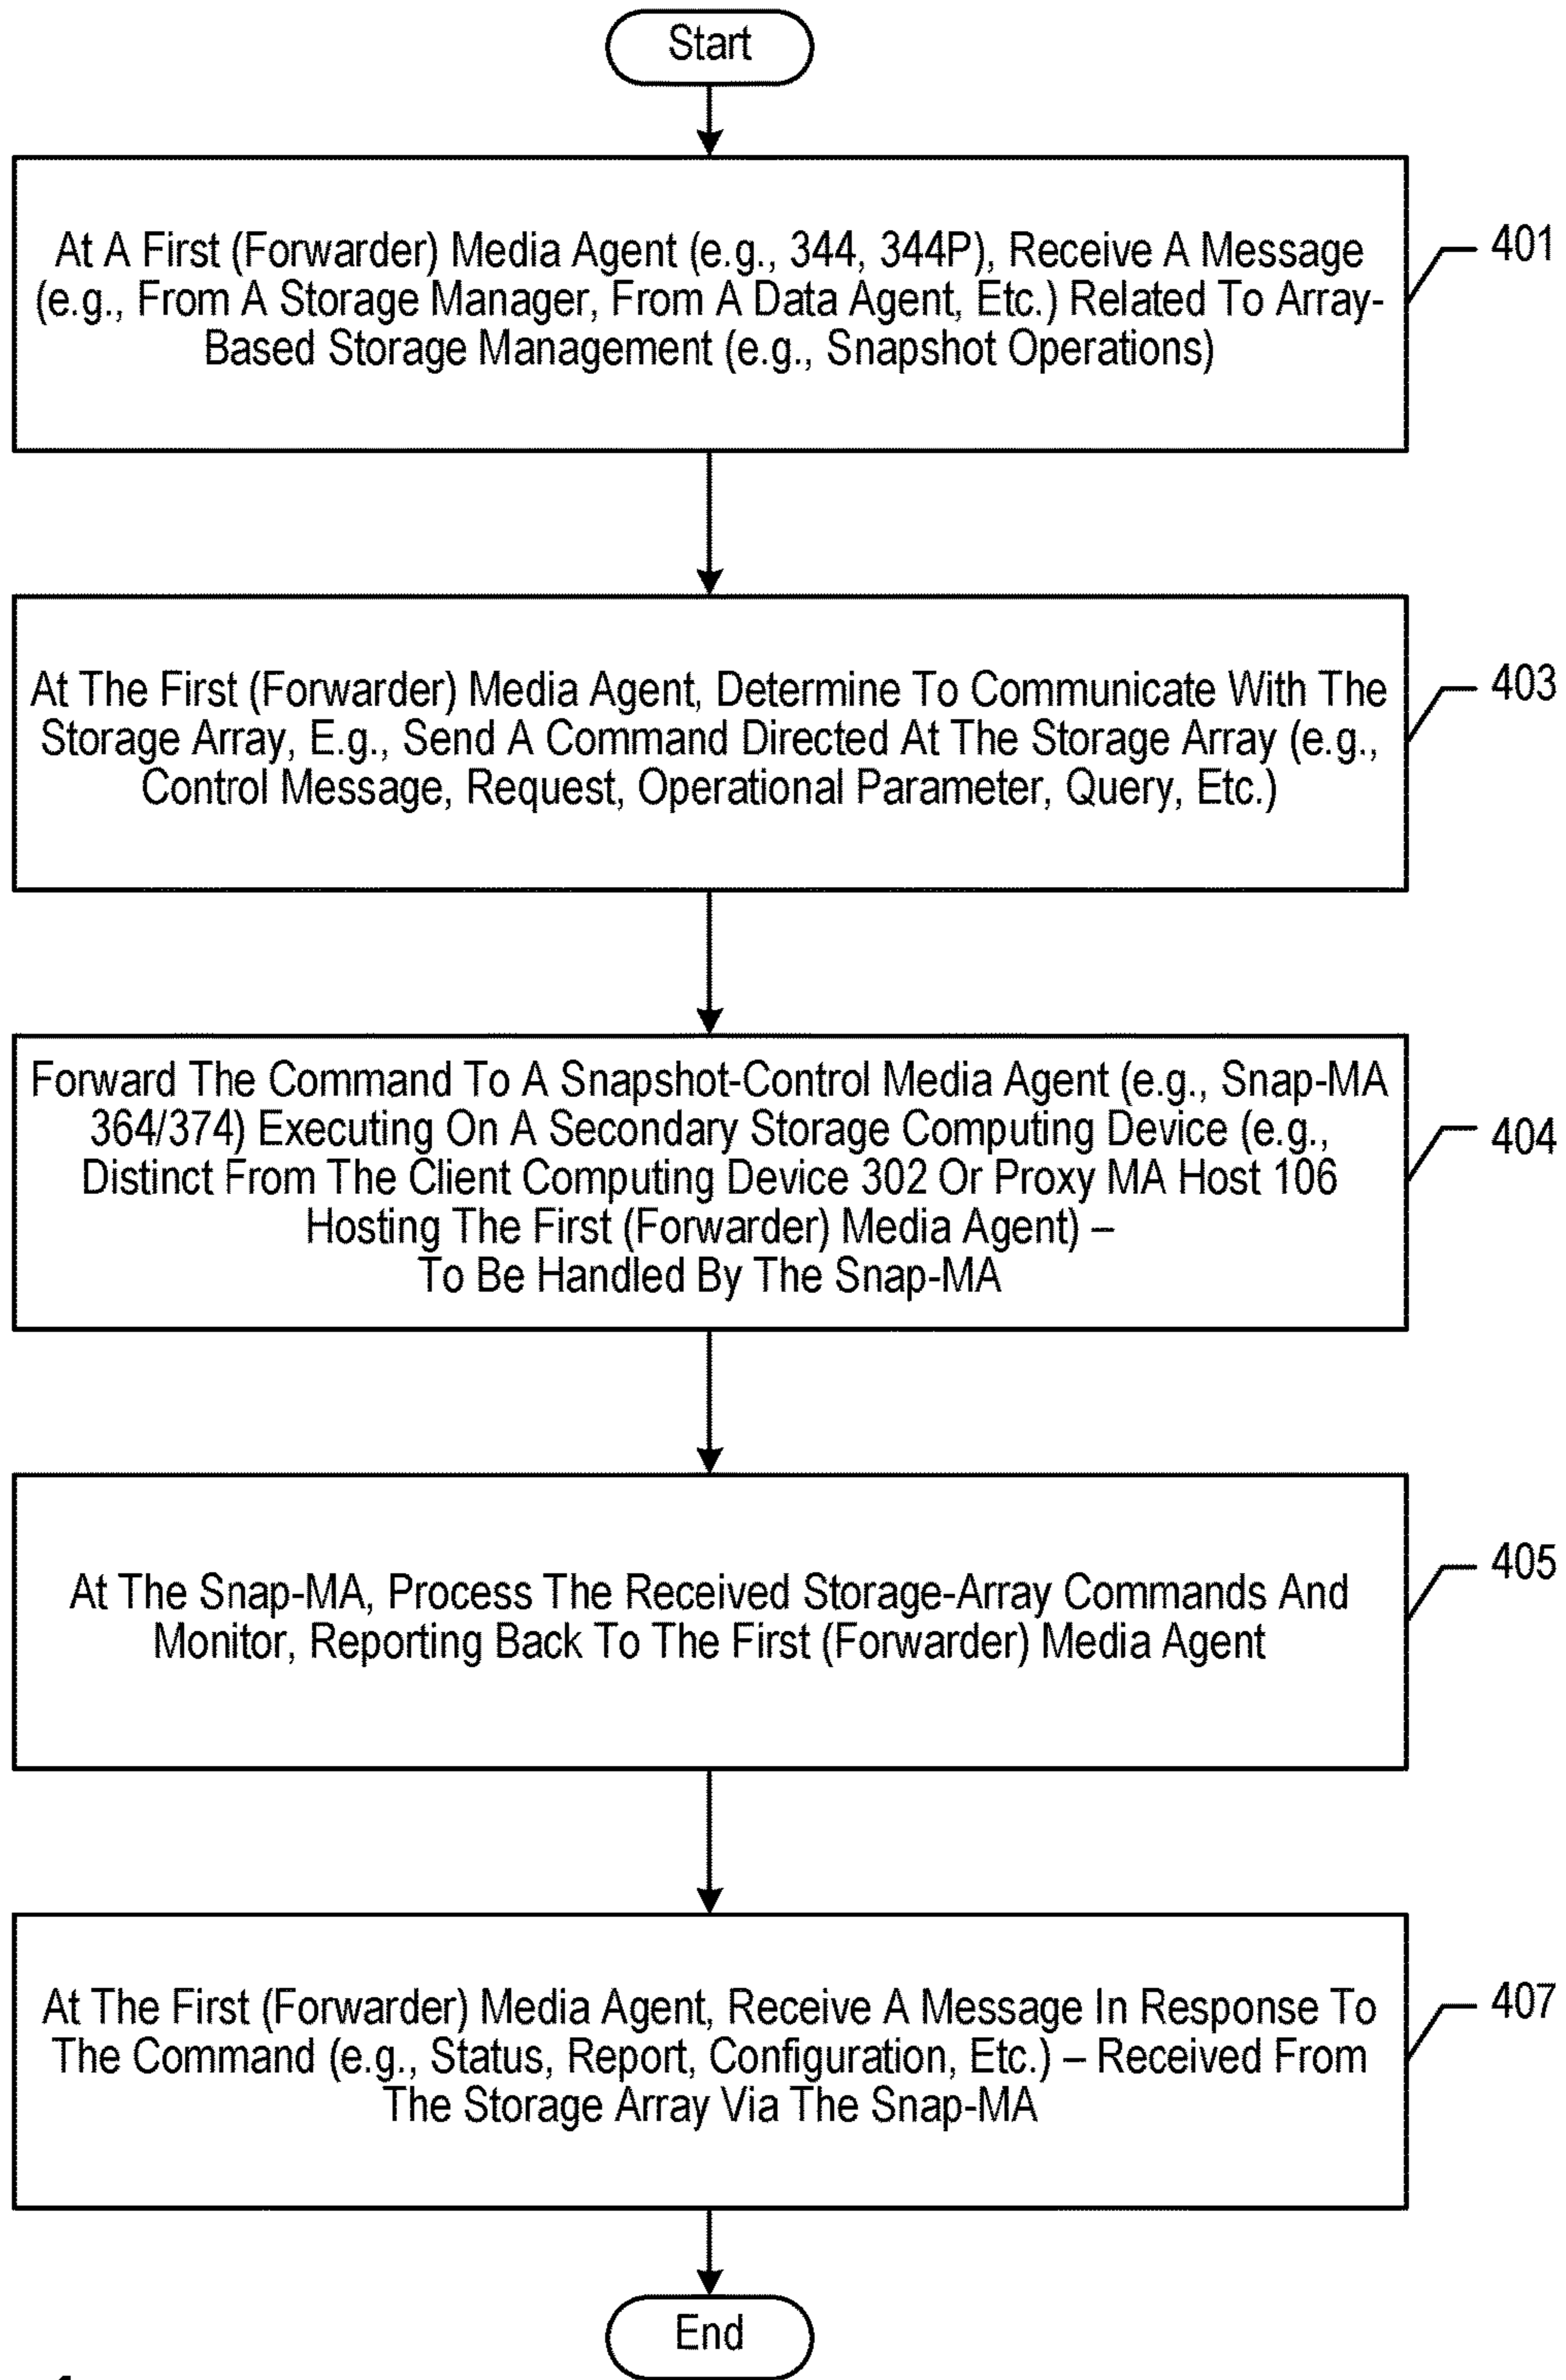 Start
At A First (Forwarder) Media Agent (e.g., 344, 344P), Receive A Message
(e.g., From A Storage Manager, From A Data Agent, Etc.) Related To Array-
Based Storage Management (e.g., Snapshot Operations)
401
At The First (Forwarder) Media Agent, Determine To Communicate With The
Storage Array, E.g., Send A Command Directed At The Storage Array (e.g.,
Control Message, Request, Operational Parameter, Query, Etc.)
403
Forward The Command To A Snapshot-Control Media Agent (e.g., Snap-MA
364/374) Executing On A Secondary Storage Computing Device (e.g.,
Distinct From The Client Computing Device 302 Or Proxy MA Host 106
Hosting The First (Forwarder) Media Agent) –
To Be Handled By The Snap-MA
404
At The Snap-MA, Process The Received Storage-Array Commands And
Monitor, Reporting Back To The First (Forwarder) Media Agent
405
At The First (Forwarder) Media Agent, Receive A Message In Response To
The Command (e.g., Status, Report, Configuration, Etc.) – Received From
The Storage Array Via The Snap-MA
407
End